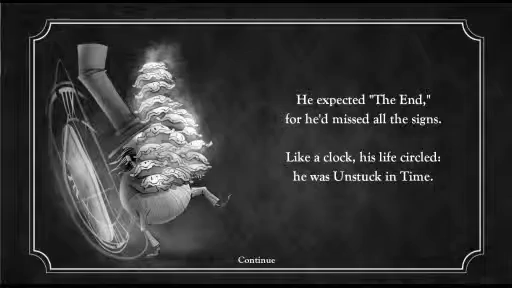 He expected "The End,"
for he'd missed all the signs.
Like a clock, his life circled:
he was Unstuck in Time.
Continue